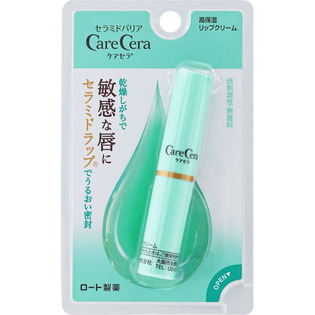 セラミドバリア
CareCera
ケアセラ®
高保湿
リップクリーム
低刺激性・無香料
乾燥しがちで
敏感な唇に
セラミドラップ®で
うるおい密封
CareCera
ケアセラ
ロート製薬
OPEN